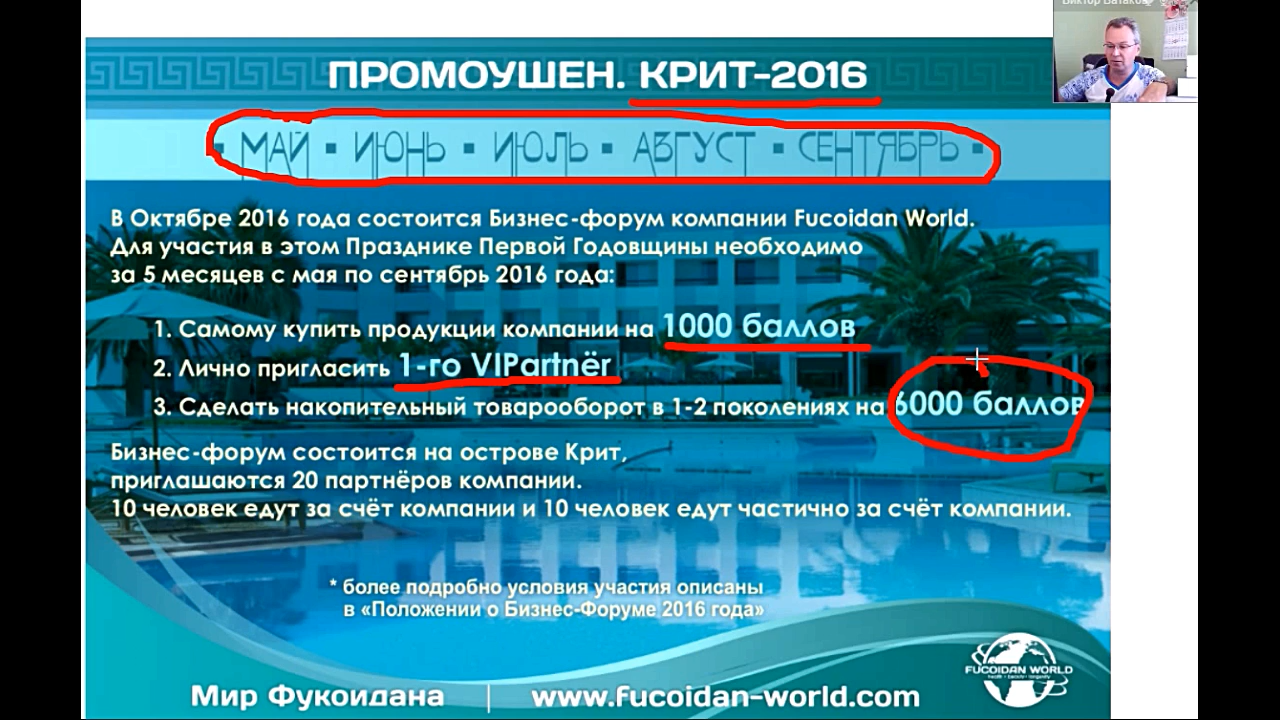 Виктор Батаков
ПРОМОУШЕН. КРИТ-2016
▪ МАЙ ▪ ИЮНЬ ▪ ИЮЛЬ ▪ АВГУСТ ▪ СЕНТЯБРЬ ▪
В Октябре 2016 года состоится Бизнес-форум компании Fucoidan World.
Для участия в этом Празднике Первой Годовщины необходимо
за 5 месяцев с мая по сентябрь 2016 года:
1. Самому купить продукции компании на 1000 баллов
2. Лично пригласить 1-го VIPartnёr
3. Сделать накопительный товарооборот в 1-2 поколениях на 6000 баллов
Бизнес-форум состоится на острове Крит,
приглашаются 20 партнёров компании.
10 человек едут за счёт компании и 10 человек едут частично за счёт компании.
* более подробно условия участия описаны
в «Положении о Бизнес-Форуме 2016 года»
FUCOIDAN WORLD
health • beauty • longevity
Мир Фукоидана | www.fucoidan-world.com